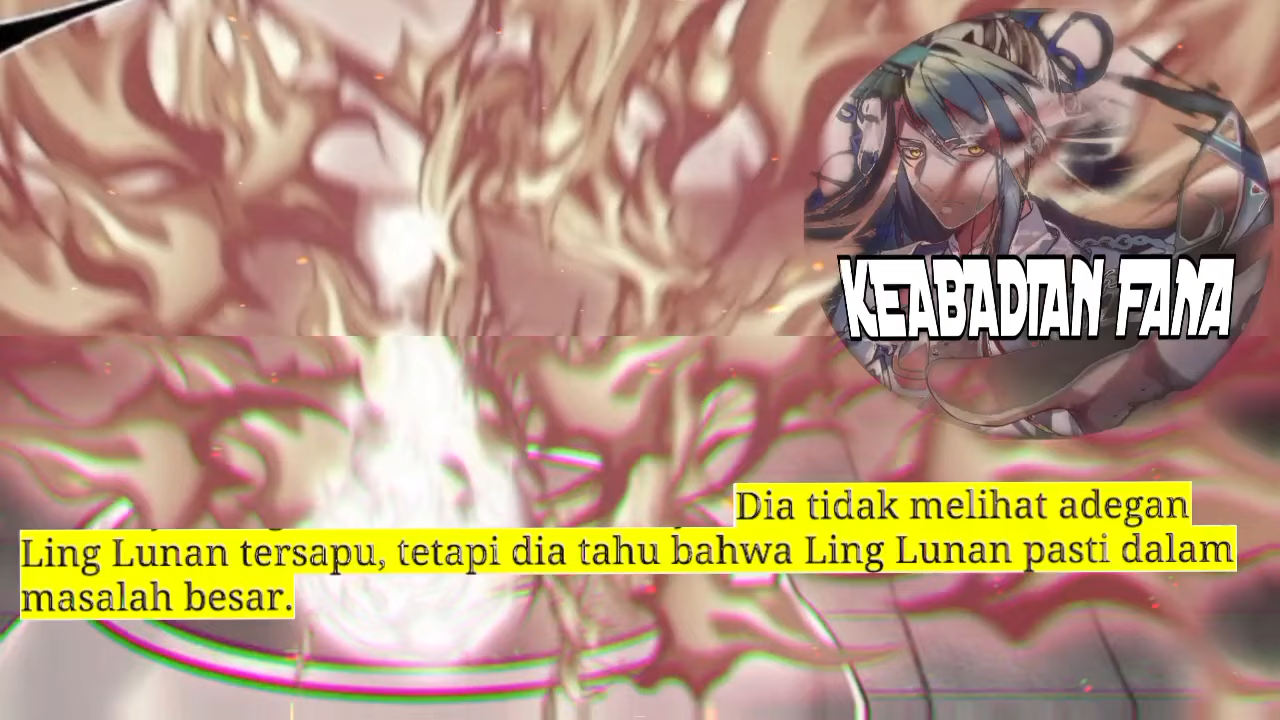 KEABADIAN FANA
Dia tidak melihat adegan
Ling Lunan tersapu, tetapi dia tahu bahwa Ling Lunan pasti dalam
masalah besar.